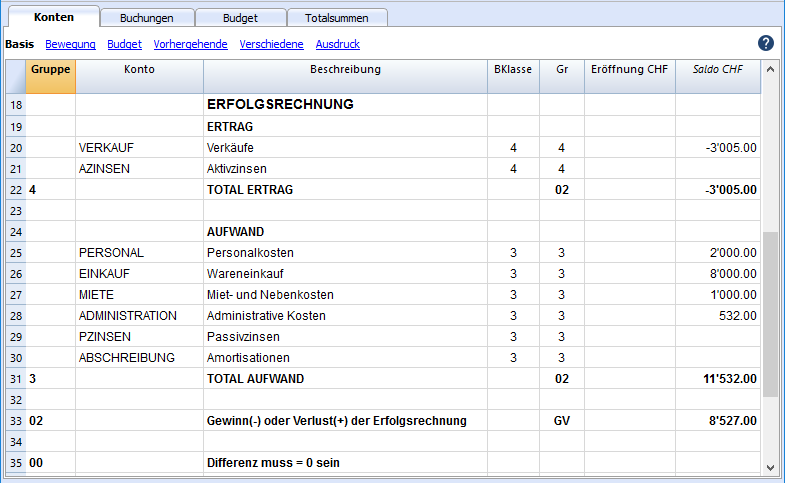 Konten Buchungen Budget Totalsummen
Basis Bewegung Budget Vorhergehende Verschiedene Ausdruck ?
Gruppe Konto Beschreibung BKlasse Gr Eröffnung CHF Saldo CHF
18 ERFOLGSRECHNUNG
19 ERTRAG
20 VERKAUF Verkäufe 4 4 -3'005.00
21 AZINSEN Aktivzinsen 4 4
22 4 TOTAL ERTRAG 02 -3'005.00
23
24 AUFWAND
25 PERSONAL Personalkosten 3 3 2'000.00
26 EINKAUF Wareneinkauf 3 3 8'000.00
27 MIETE Miet- und Nebenkosten 3 3 1'000.00
28 ADMINISTRATION Administrative Kosten 3 3 532.00
29 PZINSEN Passivzinsen 3 3
30 ABSCHREIBUNG Amortisationen 3 3
31 3 TOTAL AUFWAND 02 11'532.00
32
33 02 Gewinn(-) oder Verlust(+) der Erfolgsrechnung GV 8'527.00
34
35 00 Differenz muss = 0 sein